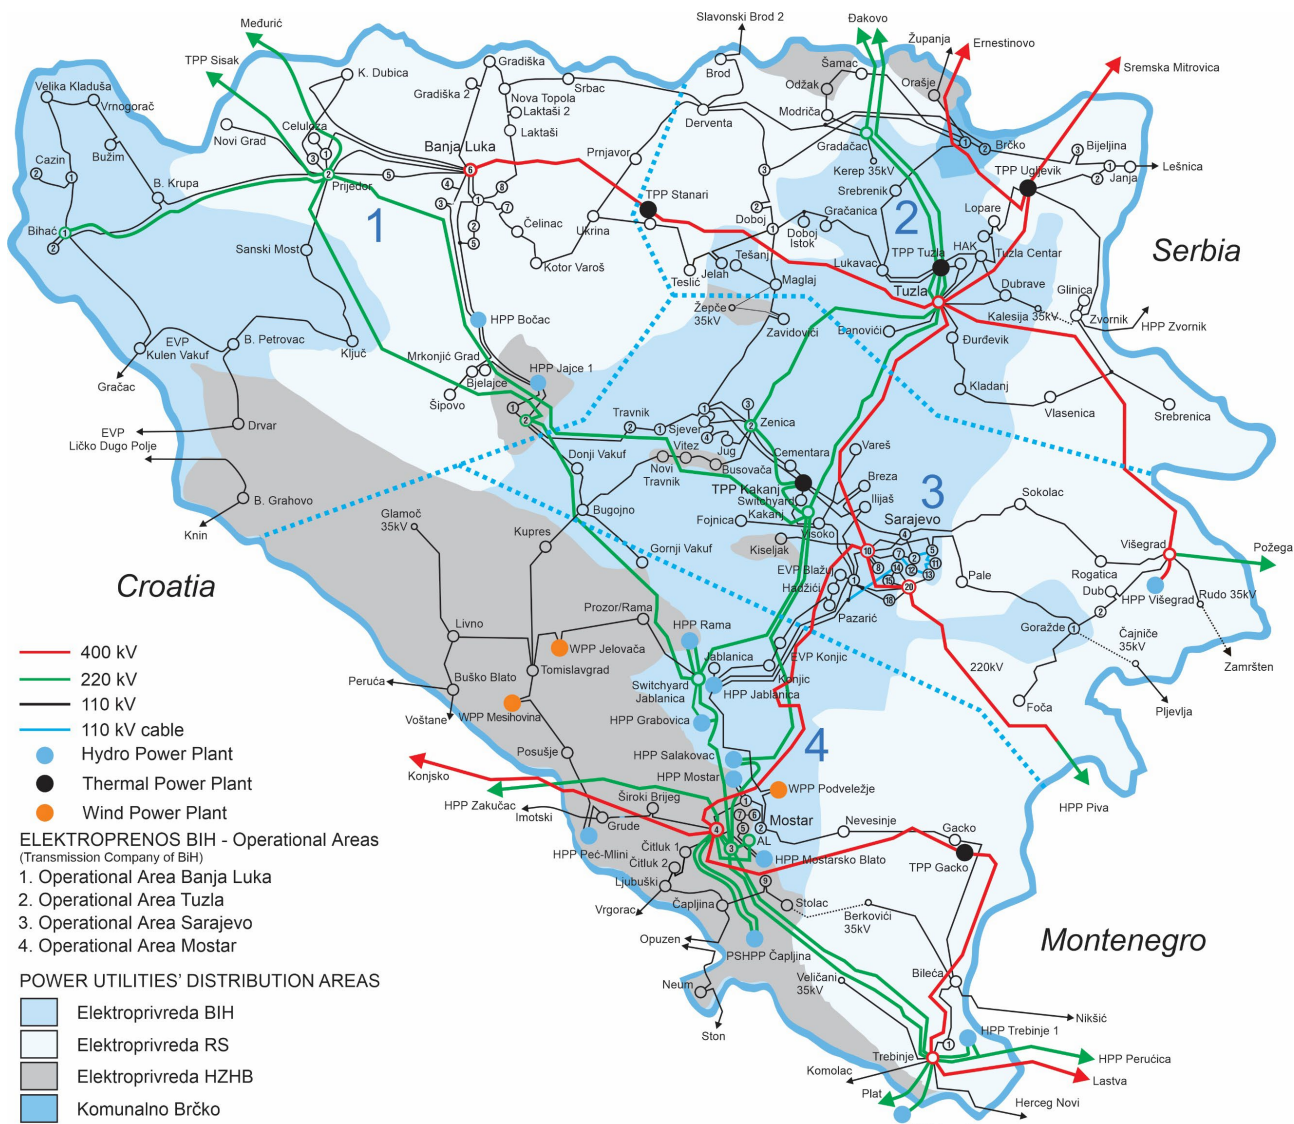 Slavonski Brod 2
Đakovo
Međurić
Županja
Ernestinovo
TPP Sisak
Sremska Mitrovica
Gradiška
Šamac
K. Dubica
Brod
Orašje
Velika Kladuša
Gradiška 2
Srbac
Odžak
Nova Topola
Vrnograč
Laktaši 2
Modriča
Derventa
Celuloza
Laktaši
Novi Grad
Gradačac
Brčko
Bijeljina
Banja Luka
Bužim
Prnjavor
Cazin
Kerep 35kV
TPP Ugljevik
Janja
Lešnica
B. Krupa
Prijedor
Srebrenik
TPP Stanari
1
2
Gračanica
Lopare
Čelinac
Ukrina
Doboj
Bihać
Doboj
Istok
Sanski Most
Kotor Varoš
Tešanj
TPP Tuzla
HAK
Tuzla Centar
Serbia
Teslić
Jelah
Lukavac
Maglaj
Tuzla
Dubrave
Glinica
Žepče
35kV
Kalesija 35kV
Zvornik
HPP Bočac
Zavidovići
Banovići
HPP Zvornik
EVP
Kulen Vakuf
B. Petrovac
Đurđevik
Ključ
Mrkonjić Grad
HPP Jajce 1
Gračac
Bjelajce
Kladanj
Šipovo
Vlasenica
Srebrenica
Travnik
Drvar
Sjever
Zenica
EVP
Ličko Dugo Polje
Vitez
Jug
Vareš
Donji Vakuf
Novi
Travnik
Busovača
Cementara
Breza
TPP Kakanj
3
B. Grahovo
Switchyard
Kakanj
Ilijaš
Sokolac
Glamoč
35kV
Bugojno
Fojnica
Sarajevo
Knin
Kupres
Visoko
Gornji Vakuf
Kiseljak
Višegrad
Požega
EVP Blažuj
Rogatica
Croatia
Hadžići
Pale
Dub
HPP Višegrad
Rudo 35kV
Prozor/Rama
Pazarić
Livno
HPP Rama
Goražde
Čajniče
35kV
400 kV
WPP Jelovača
EVP Konjic
Jablanica
220kV
Zamršten
220 kV
Peruća
Buško Blato
Tomislavgrad
Switchyard
Jablanica
Konjic
HPP Jablanica
110 kV
Voštane
WPP Mesihovina
HPP Grabovica
Foča
Pljevlja
110 kV cable
Hydro Power Plant
Posušje
HPP Salakovac
4
Thermal Power Plant
Konjsko
HPP Mostar
WPP Podveležje
HPP Piva
Wind Power Plant
HPP Zakučac
Široki Brijeg
Imotski
Grude
Mostar
Nevesinje
Gacko
ELEKTROPRENOS BIH - Operational Areas
(Transmission Company of BiH)
HPP Peć-Mlini
Čitluk 1
AL
Čitluk 2
HPP Mostarsko Blato
TPP Gacko
1. Operational Area Banja Luka
Ljubuški
2. Operational Area Tuzla
Vrgorac
Čapljina
Stolac
Berkovići
35kV
3. Operational Area Sarajevo
4. Operational Area Mostar
Opuzen
Montenegro
PSHPP Čapljina
POWER UTILITIES' DISTRIBUTION AREAS
Neum
Veličani
35kV
Bileća
Elektroprivreda BIH
Nikšić
Ston
HPP Trebinje 1
Elektroprivreda RS
Trebinje
HPP Perućica
Elektroprivreda HZHB
Komolac
Lastva
Plat
Komunalno Brčko
Herceg Novi